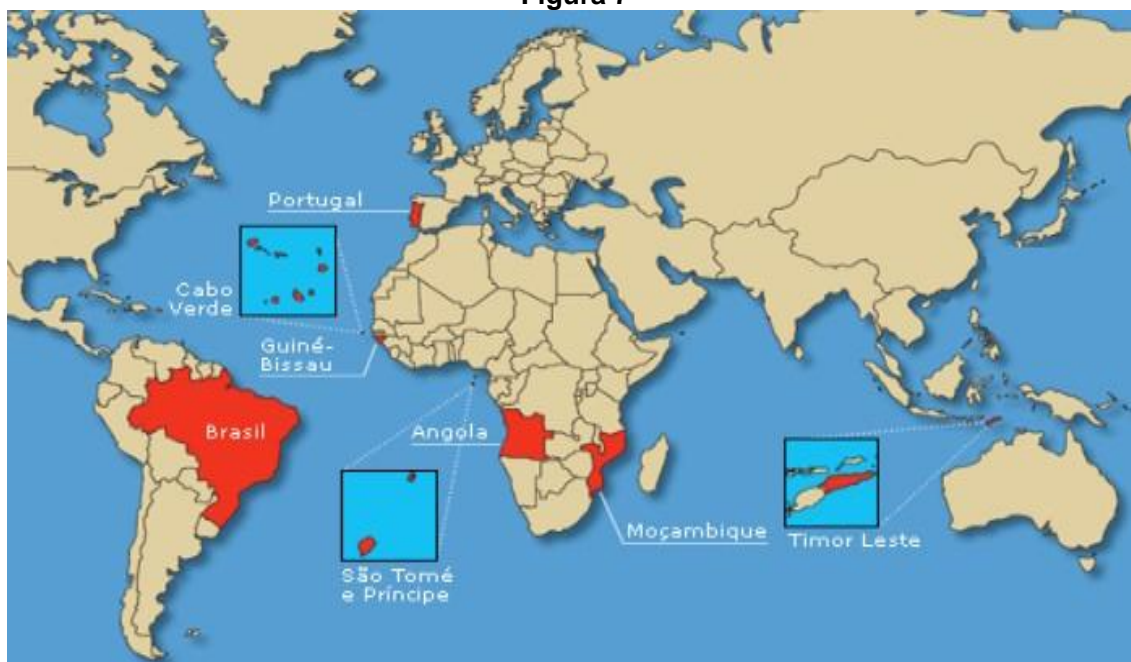 Figura 7
Portugal
Cabo
Verde
Guiné-
Bissau
Brasil
Angola
São Tomé
e Príncipe
Moçambique
Timor Leste